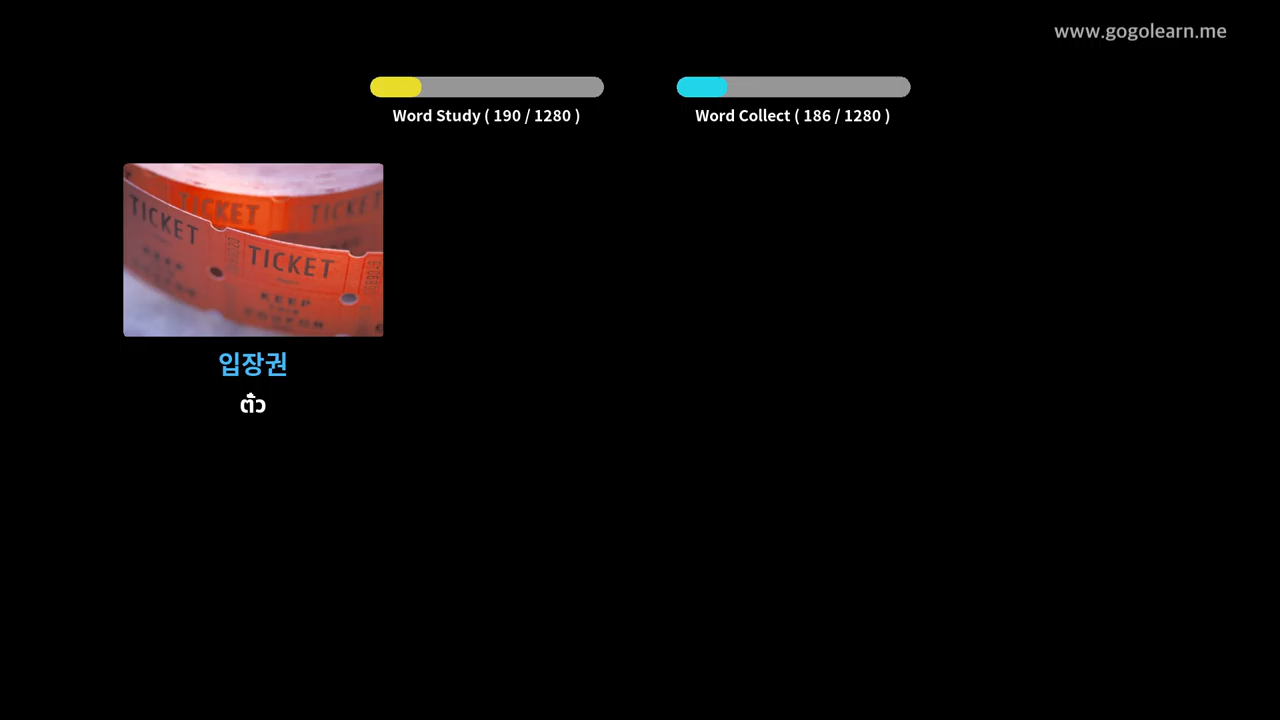 www.gogolearn.me
Word Study ( 190 / 1280 )
Word Collect ( 186 / 1280 )
TICKET
TICKET
TICKET
TICKET
KEEP
입장권
ตั๋ว